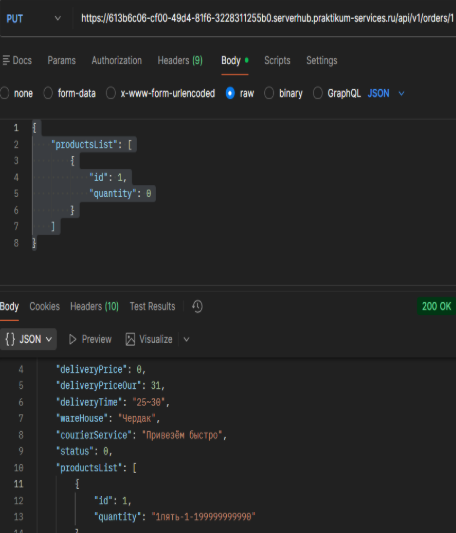 PUT https://613b6c06-cf00-49d4-81f6-3228311255b0.serverhub.praktikum-services.ru/api/v1/orders/1
Docs Params Authorization Headers (9) Body Scripts Settings
none form-data x-www-form-urlencoded raw binary GraphQL JSON
1 {
2 "productsList": [
3 {
4 "id": 1,
5 "quantity": 0
6 }
7 ]
8 }
Body Cookies Headers (10) Test Results 200 OK
{} JSON Preview Visualize
4 "deliveryPrice": 0,
5 "deliveryPriceOur": 31,
6 "deliveryTime": "25-30",
7 "wareHouse": "Чердак",
8 "courierService": "Привезём быстро",
9 "status": 0,
10 "productsList": [
11 {
12 "id": 1,
13 "quantity": "1пять-1-199999999990"
14 }